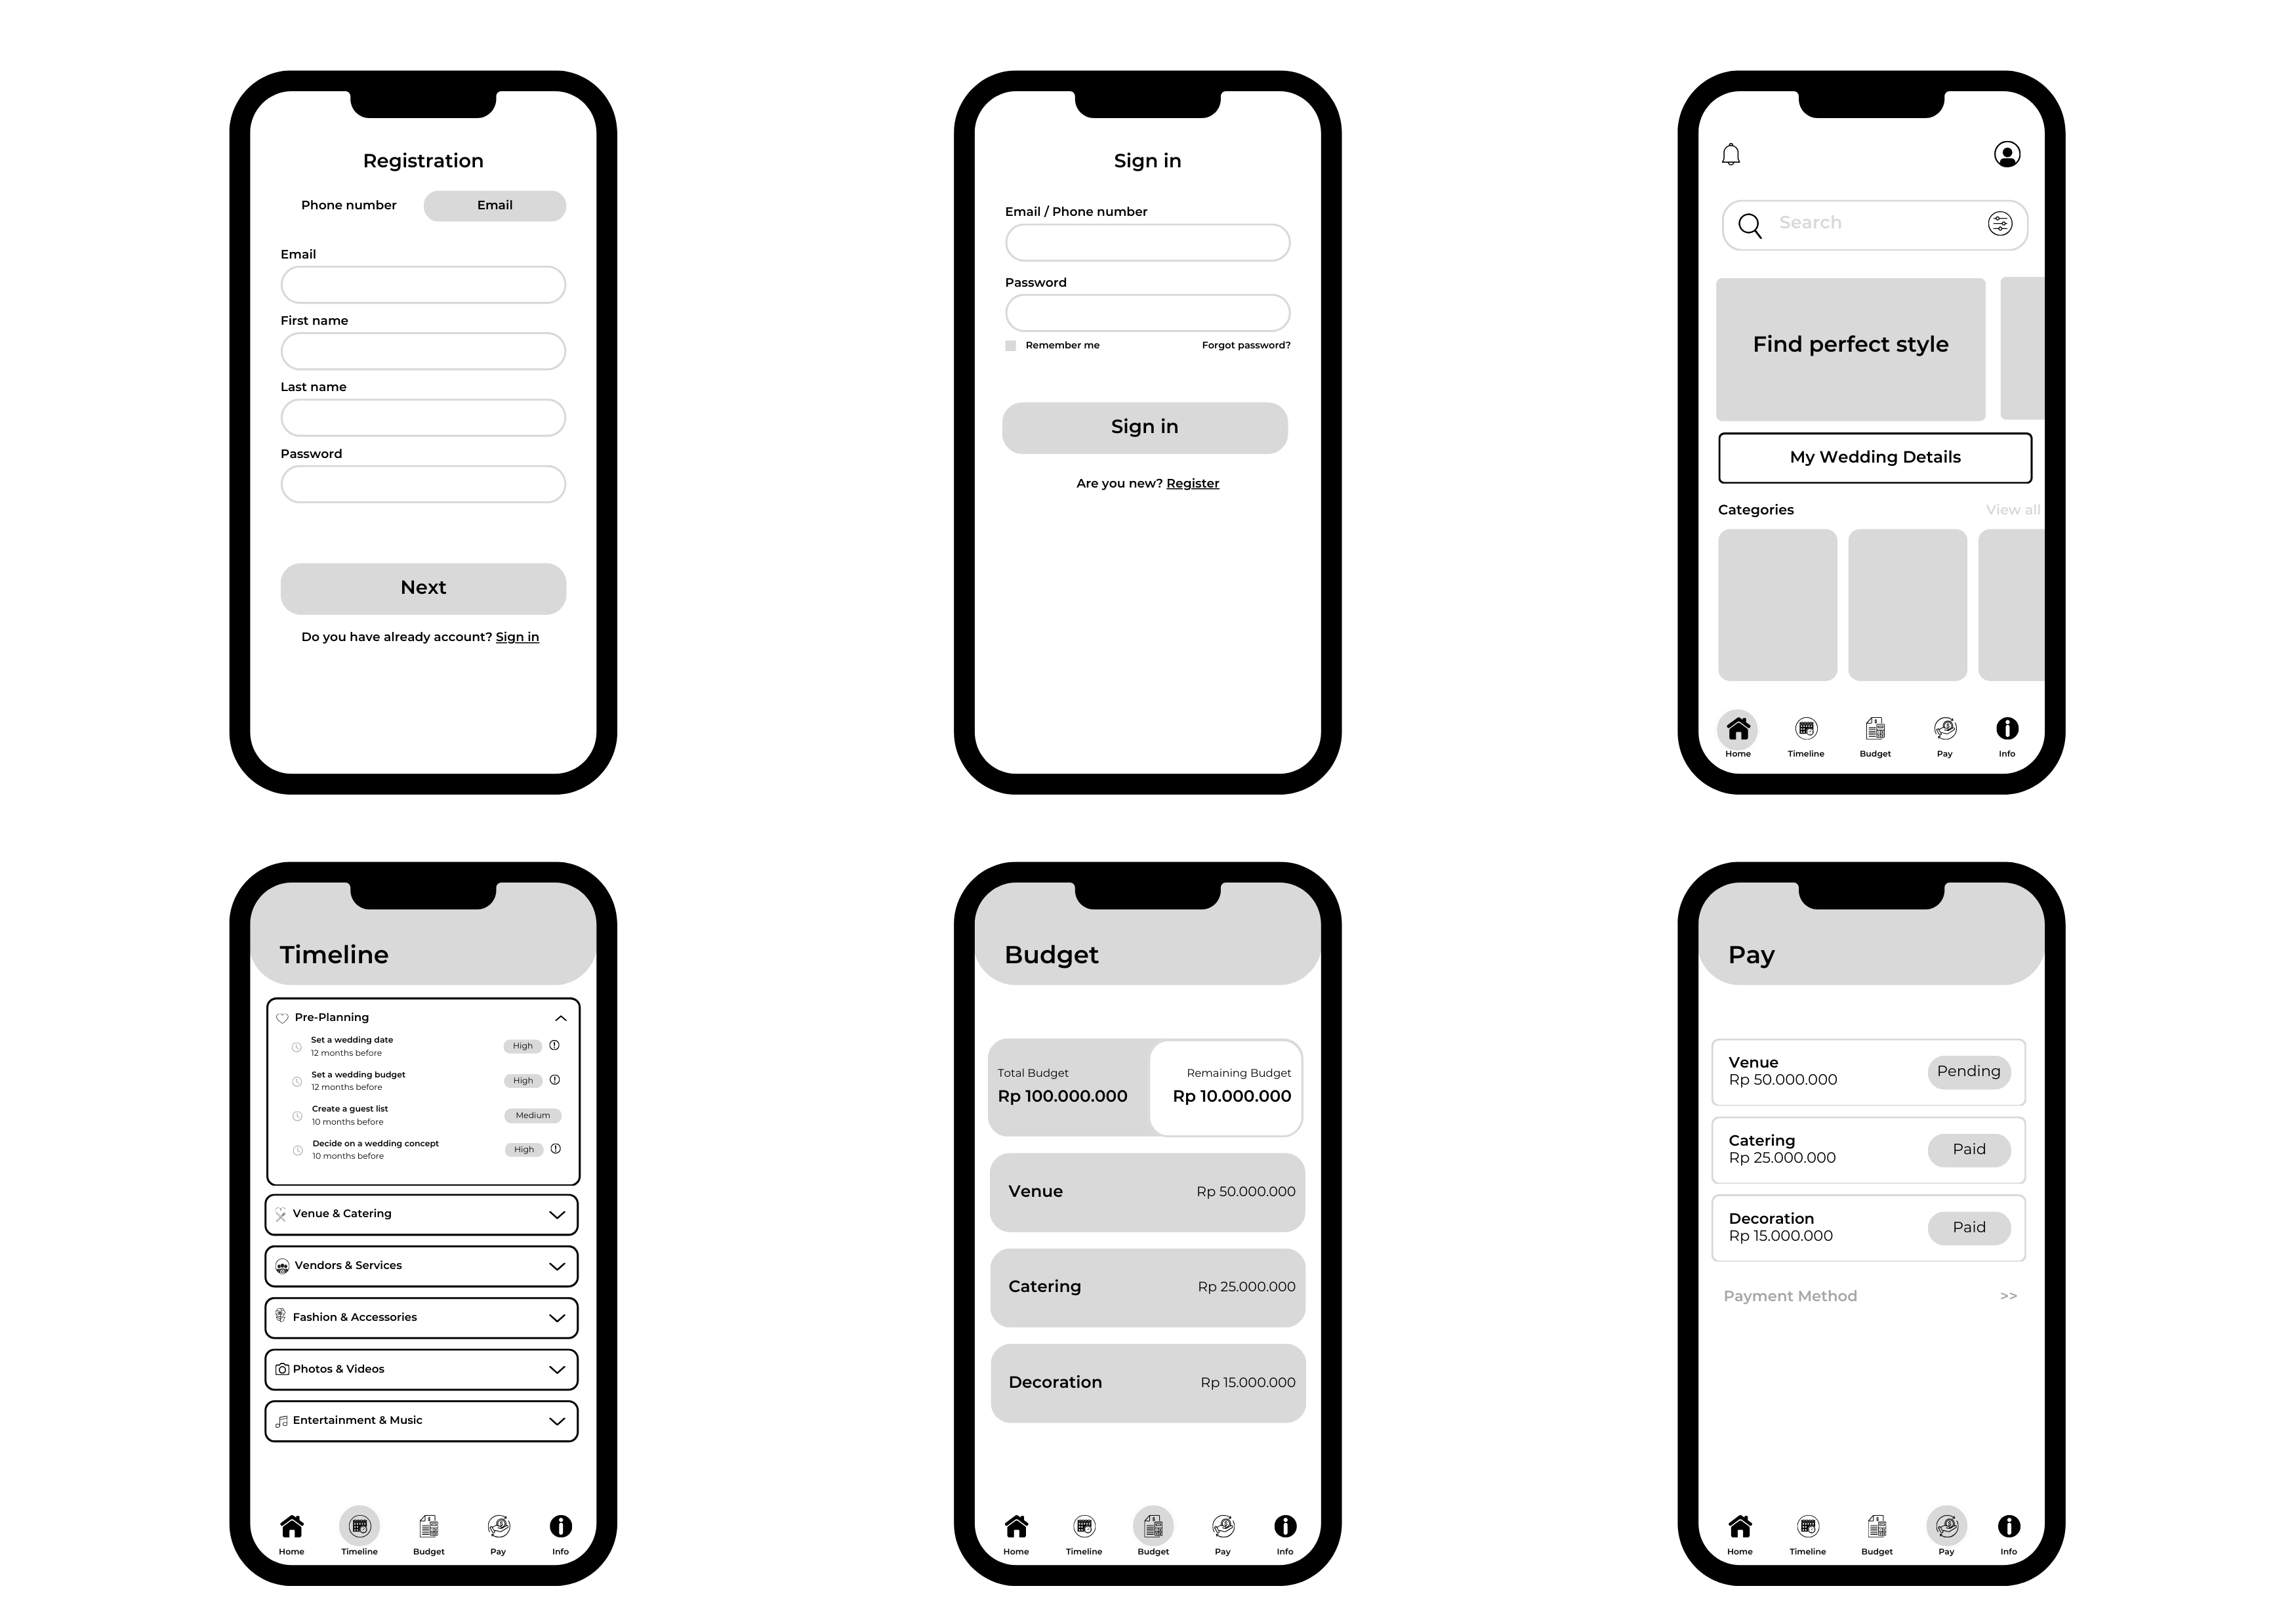 Registration
Phone number
Email
Email
First name
Last name
Password
Next
Do you have already account? Sign in
Sign in
Email / Phone number
Password
Remember me
Forgot password?
Sign in
Are you new? Register
Search
Find perfect style
My Wedding Details
Categories
View all
Home
Timeline
Budget
Pay
Info
Timeline
Pre-Planning
Set a wedding date
12 months before
High
Set a wedding budget
12 months before
High
Create a guest list
10 months before
Medium
Decide on a wedding concept
10 months before
High
Venue & Catering
Vendors & Services
Fashion & Accessories
Photos & Videos
Entertainment & Music
Home
Timeline
Budget
Pay
Info
Budget
Total Budget
Rp 100.000.000
Remaining Budget
Rp 10.000.000
Venue
Rp 50.000.000
Catering
Rp 25.000.000
Decoration
Rp 15.000.000
Home
Timeline
Budget
Pay
Info
Pay
Venue
Rp 50.000.000
Pending
Catering
Rp 25.000.000
Paid
Decoration
Rp 15.000.000
Paid
Payment Method
>>
Home
Timeline
Budget
Pay
Info